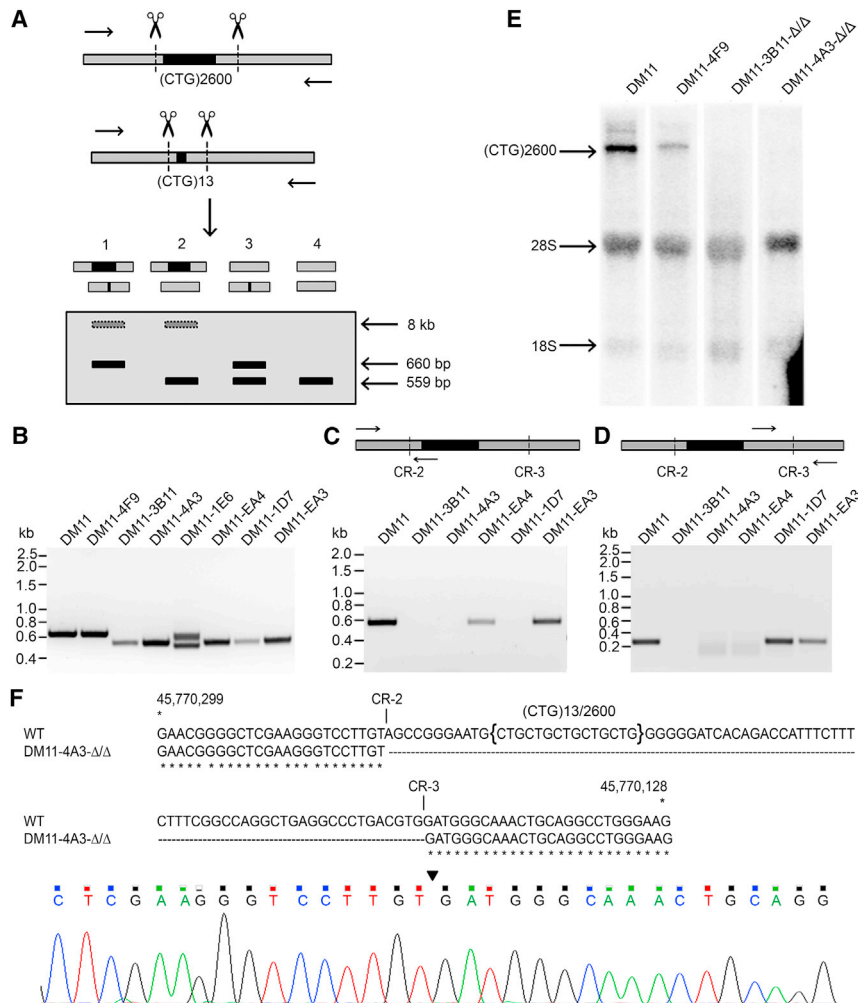 A
(CTG)2600
(CTG)13
1 2 3 4
8 kb
660 bp
559 bp
E
DM11
DM11-4F9
DM11-3B11-Δ/Δ
DM11-4A3-Δ/Δ
(CTG)2600
28S
18S
B
DM11
DM11-4F9
DM11-3B11
DM11-4A3
DM11-1E6
DM11-EA4
DM11-1D7
DM11-EA3
kb
2.5
2.0
1.5
1.0
0.8
0.6
0.4
C
CR-2 CR-3
DM11
DM11-3B11
DM11-4A3
DM11-EA4
DM11-1D7
DM11-EA3
kb
2.0
1.5
1.0
0.8
0.6
0.4
0.2
D
CR-2 CR-3
DM11
DM11-3B11
DM11-4A3
DM11-EA4
DM11-1D7
DM11-EA3
kb
2.5
2.0
1.5
1.0
0.8
0.6
0.4
0.2
F
45,770,299 CR-2 (CTG)13/2600
*
WT GAACGGGGCTCGAAGGGTCCTTGTAGCCGGGAATG{CTGCTGCTGCTGCTG}GGGGGATCACAGACCATTTCTTT
DM11-4A3-Δ/Δ GAACGGGGCTCGAAGGGTCCTTGT
CR-3 45,770,128
*
WT CTTTCGGCCAGGCTGAGGCCCTGACGTGGATGGGCAAACTGCAGGCCTGGGAAG
DM11-4A3-Δ/Δ GATGGGCAAACTGCAGGCCTGGGAAG
C T C G A A G G G T C C T T G T G A T G G G C A A A C T G C A G G